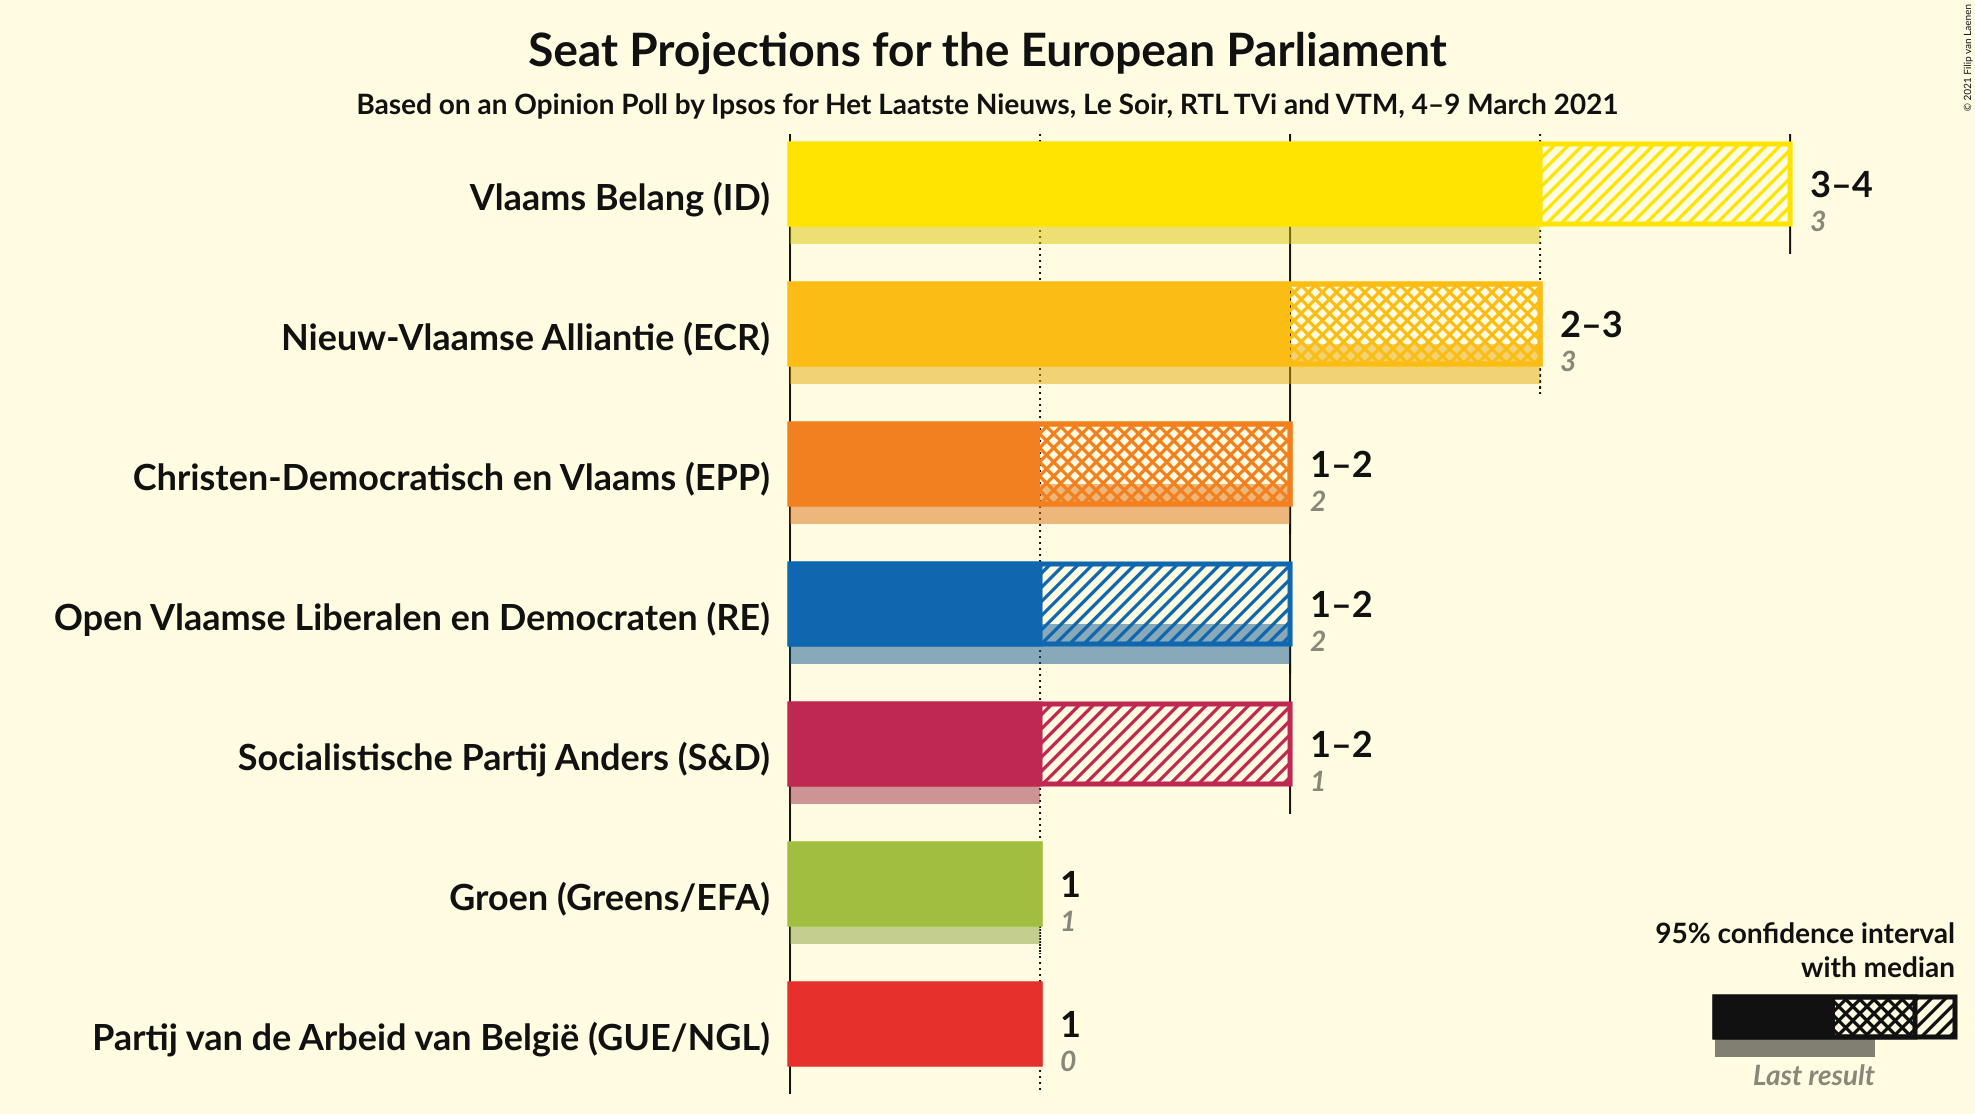 Seat Projections for the European Parliament
Based on an Opinion Poll by Ipsos for Het Laatste Nieuws, Le Soir, RTL TVi and VTM, 4–9 March 2021
© 2021 Filip van Laenen
Vlaams Belang (ID)
3–4
3
Nieuw-Vlaamse Alliantie (ECR)
2–3
3
Christen-Democratisch en Vlaams (EPP)
1–2
2
Open Vlaamse Liberalen en Democraten (RE)
1–2
2
Socialistische Partij Anders (S&D)
1–2
1
Groen (Greens/EFA)
1
1
Partij van de Arbeid van België (GUE/NGL)
1
0
95% confidence interval
with median
Last result